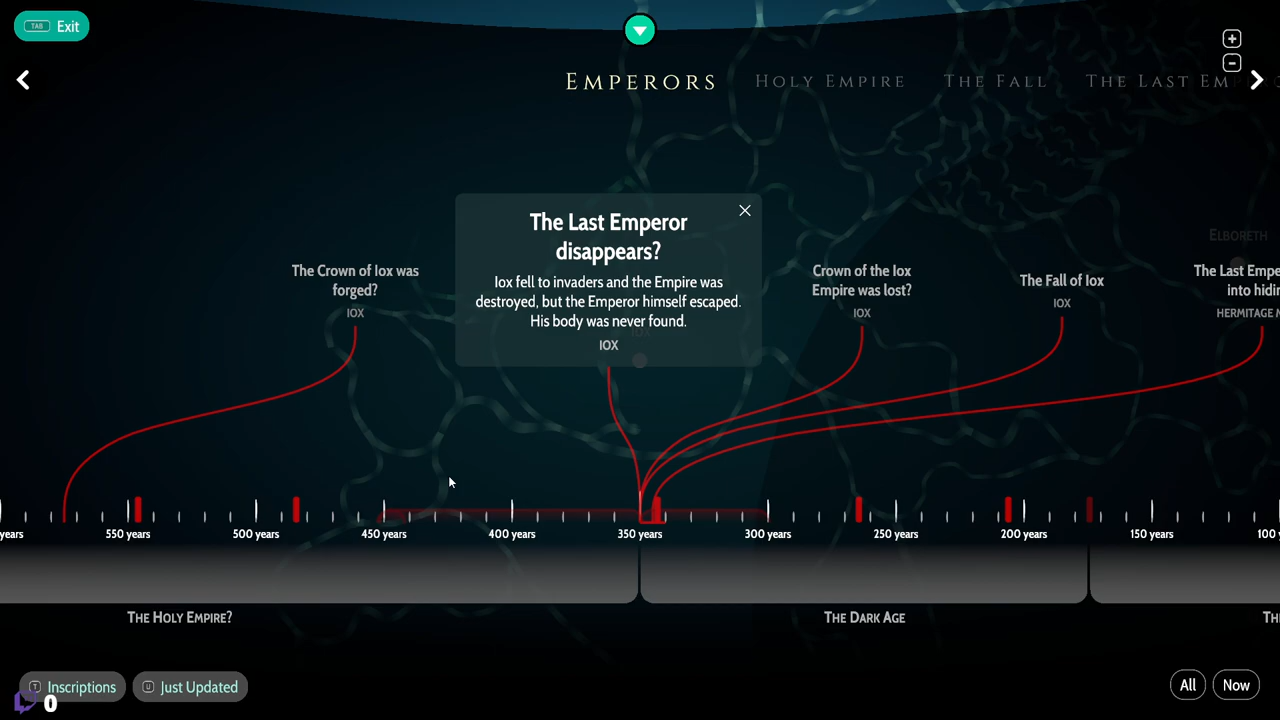 TAB Exit
EMPERORS HOLY EMPIRE THE FALL THE LAST EM
The Last Emperor
disappears?
Iox fell to invaders and the Empire was
destroyed, but the Emperor himself escaped.
His body was never found.
IOX
The Crown of Iox was
forged?
IOX
Crown of the Iox
Empire was lost?
IOX
The Fall of Iox
IOX
ELBORETH
The Last Empe
into hidin
HERMITAGE M
years 550 years 500 years 450 years 400 years 350 years 300 years 250 years 200 years 150 years 100 y
THE HOLY EMPIRE? THE DARK AGE TH
T Inscriptions U Just Updated
0
All Now